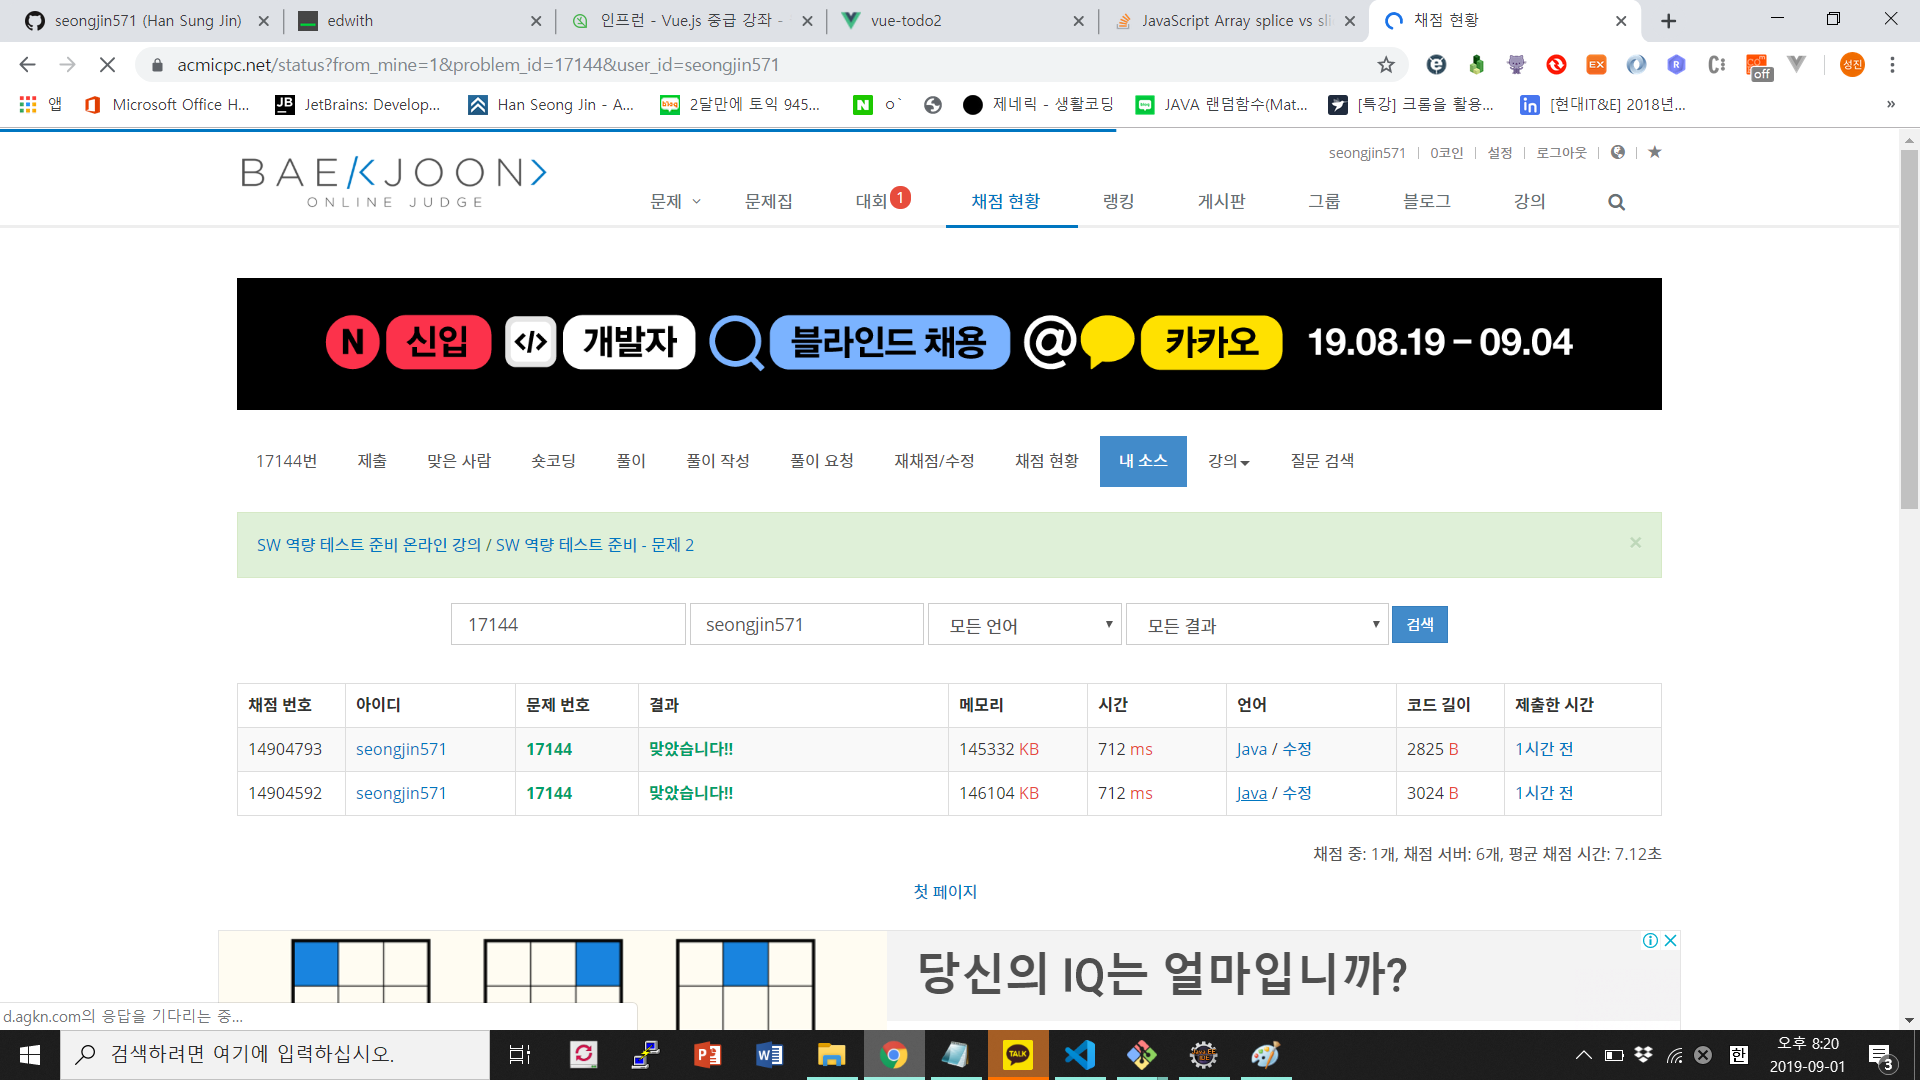 seongjin571 (Han Sung Jin)
edwith
인프런 - Vue.js 중급 강좌 -
vue-todo2
JavaScript Array splice vs sli
채점 현황
acmicpc.net/status?from_mine=1&problem_id=17144&user_id=seongjin571
EX
R
off
성진
앱
Microsoft Office H...
JB
JetBrains: Develop...
Han Seong Jin - A...
blog
2달만에 토익 945...
N
ㅇ`
제네릭 - 생활코딩
JAVA 랜덤함수(Mat...
[특강] 크롬을 활용...
in
[현대IT&E] 2018년...
»
seongjin571 | 0코인 | 설정 | 로그아웃
BAEKJOON>
ONLINE JUDGE
문제
문제집
대회 1
채점 현황
랭킹
게시판
그룹
블로그
강의
N 신입 </> 개발자 블라인드 채용 @ 카카오 19.08.19 – 09.04
17144번
제출
맞은 사람
숏코딩
풀이
풀이 작성
풀이 요청
재채점/수정
채점 현황
내 소스
강의
질문 검색
SW 역량 테스트 준비 온라인 강의 / SW 역량 테스트 준비 - 문제 2
×
17144
seongjin571
모든 언어
모든 결과
검색
채점 번호 아이디 문제 번호 결과 메모리 시간 언어 코드 길이 제출한 시간
14904793 seongjin571 17144 맞았습니다!! 145332 KB 712 ms Java / 수정 2825 B 1시간 전
14904592 seongjin571 17144 맞았습니다!! 146104 KB 712 ms Java / 수정 3024 B 1시간 전
채점 중: 1개, 채점 서버: 6개, 평균 채점 시간: 7.12초
첫 페이지
당신의 IQ는 얼마입니까?
d.agkn.com의 응답을 기다리는 중...
검색하려면 여기에 입력하십시오.
TALK
한
오후 8:20
2019-09-01
3